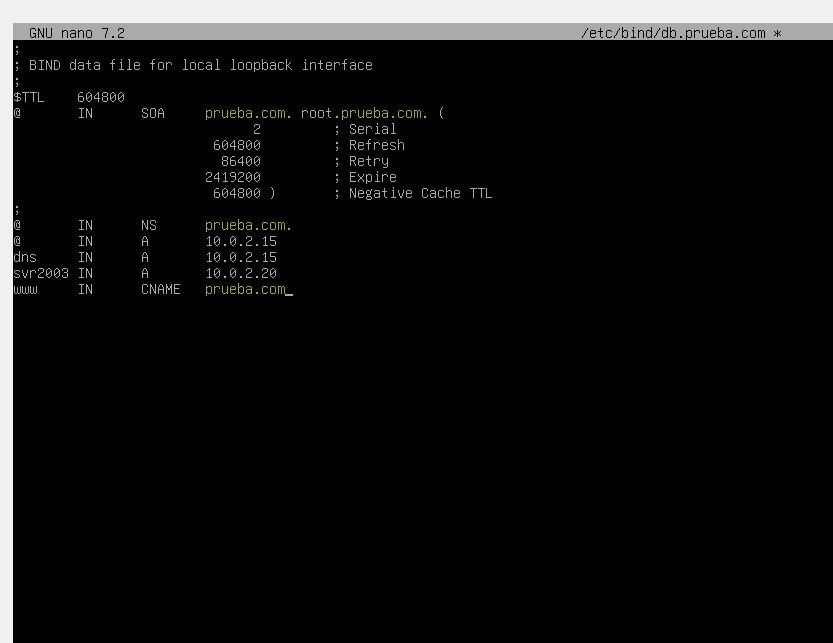 GNU nano 7.2 /etc/bind/db.prueba.com *
;
; BIND data file for local loopback interface
;
$TTL 604800
@ IN SOA prueba.com. root.prueba.com. (
2 ; Serial
604800 ; Refresh
86400 ; Retry
2419200 ; Expire
604800 ) ; Negative Cache TTL
;
@ IN NS prueba.com.
@ IN A 10.0.2.15
dns IN A 10.0.2.15
svr2003 IN A 10.0.2.20
www IN CNAME prueba.com